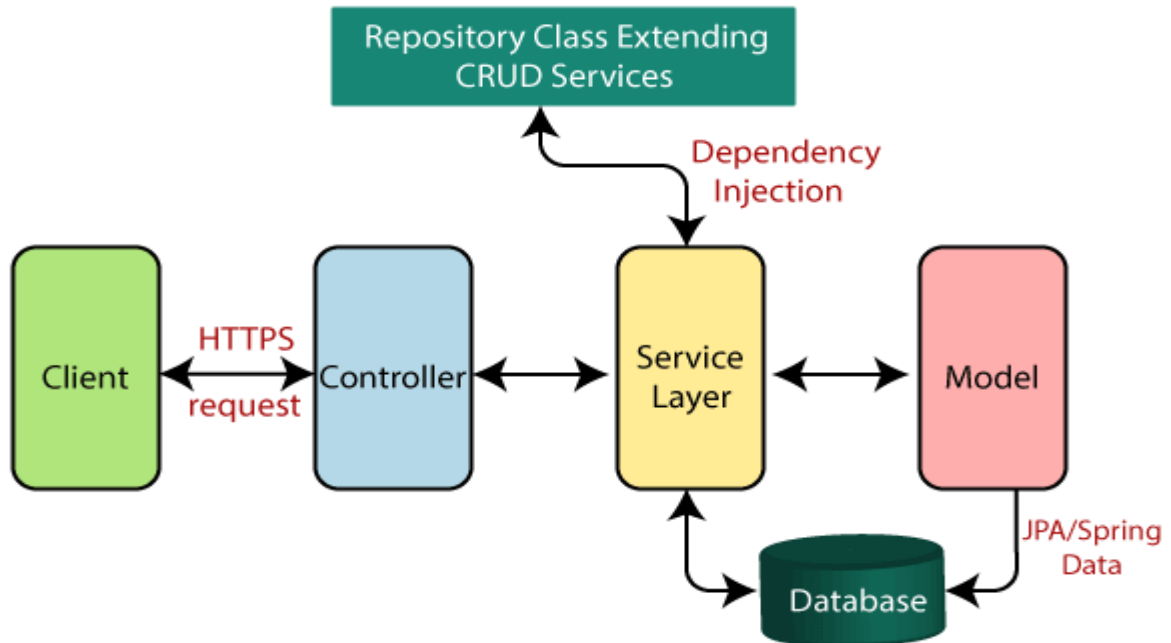 Repository Class Extending
CRUD Services
Dependency
Injection
Client
HTTPS
request
Controller
Service
Layer
Model
JPA/Spring
Data
Database